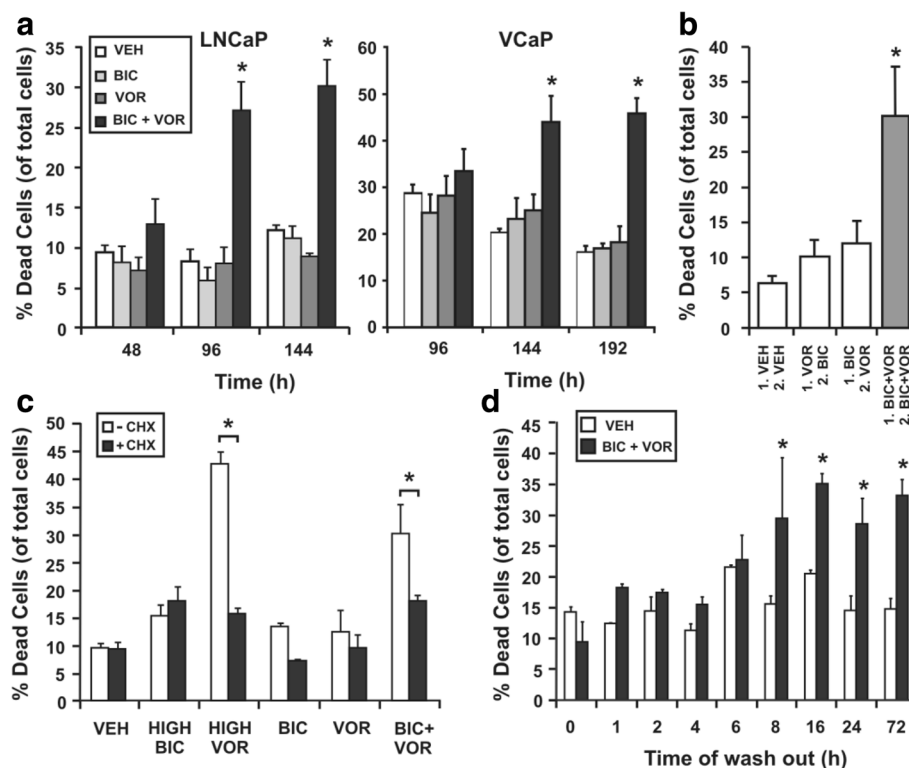 a
LNCaP
VCaP
% Dead Cells (of total cells)
35
30
25
20
15
10
5
0
VEH
BIC
VOR
BIC + VOR
*
*
48
96
144
Time (h)
60
50
40
30
20
10
0
*
*
96
144
192
Time (h)
b
% Dead Cells (of total cells)
40
35
30
25
20
15
10
5
0
*
1. VEH
2. VEH
1. VOR
2. BIC
1. BIC
2. VOR
1. BIC+VOR
2. BIC+VOR
c
% Dead Cells (of total cells)
50
45
40
35
30
25
20
15
10
5
0
- CHX
+ CHX
*
*
VEH
HIGH
BIC
HIGH
VOR
BIC
VOR
BIC+
VOR
d
% Dead Cells (of total cells)
45
40
35
30
25
20
15
10
5
0
VEH
BIC + VOR
*
*
*
*
0
1
2
4
6
8
16
24
72
Time of wash out (h)